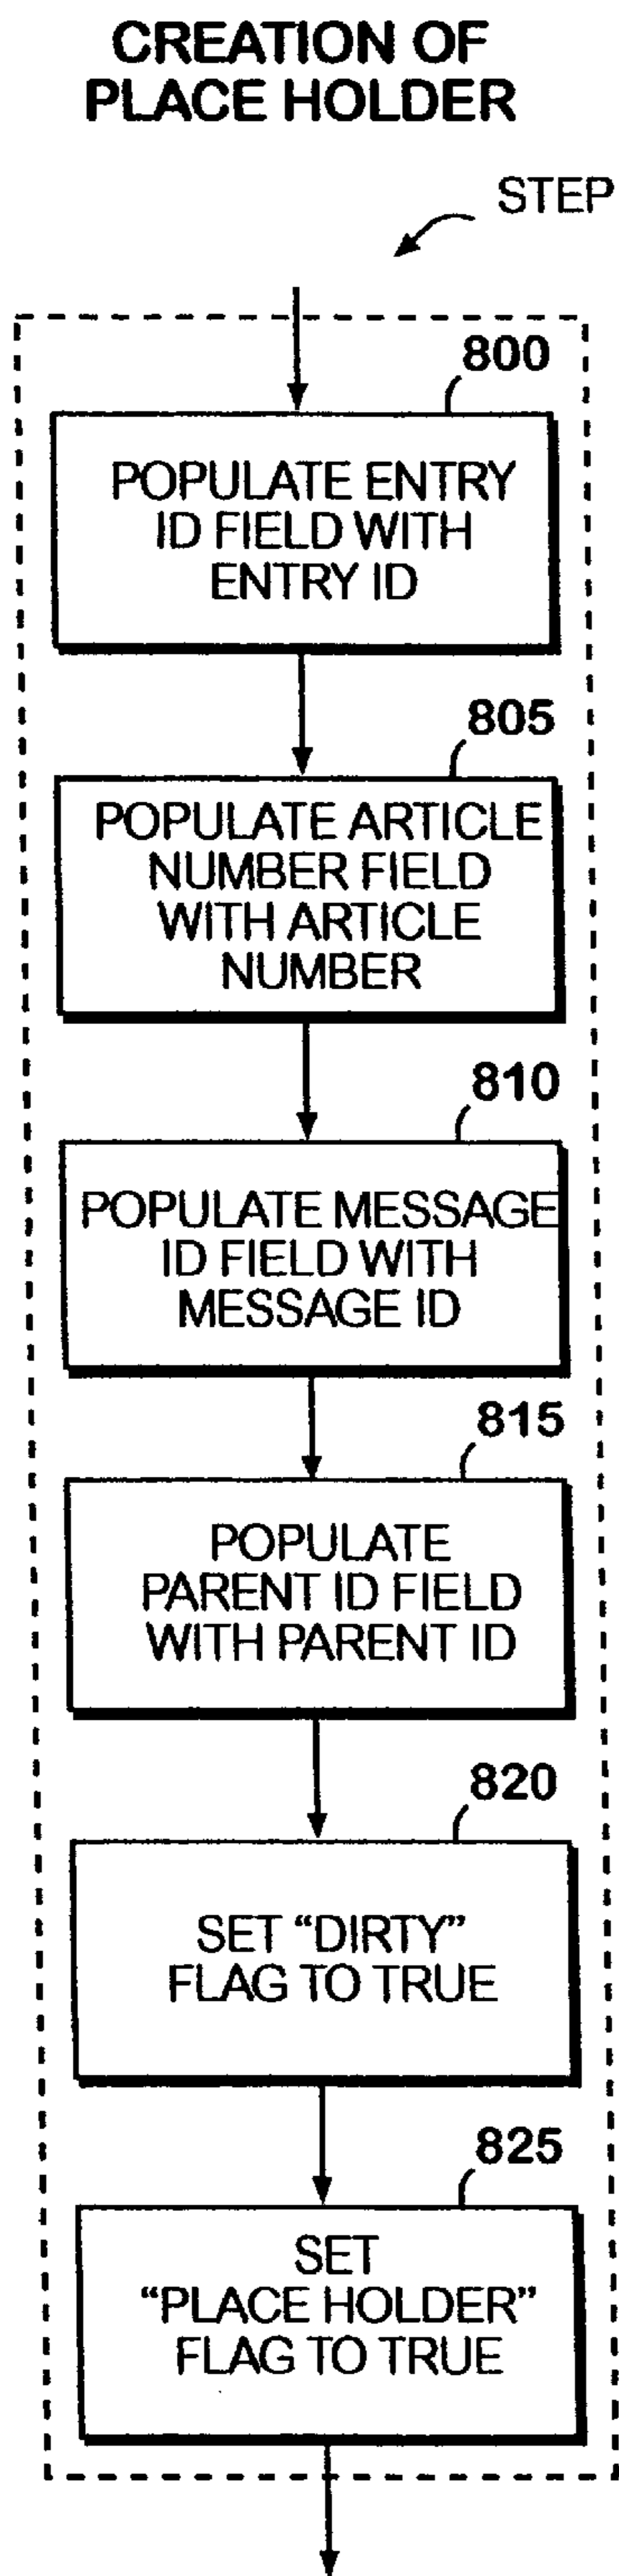 CREATION OF
PLACE HOLDER
STEP
800
POPULATE ENTRY
ID FIELD WITH
ENTRY ID
805
POPULATE ARTICLE
NUMBER FIELD
WITH ARTICLE
NUMBER
810
POPULATE MESSAGE
ID FIELD WITH
MESSAGE ID
815
POPULATE
PARENT ID FIELD
WITH PARENT ID
820
SET “DIRTY”
FLAG TO TRUE
825
SET
“PLACE HOLDER”
FLAG TO TRUE